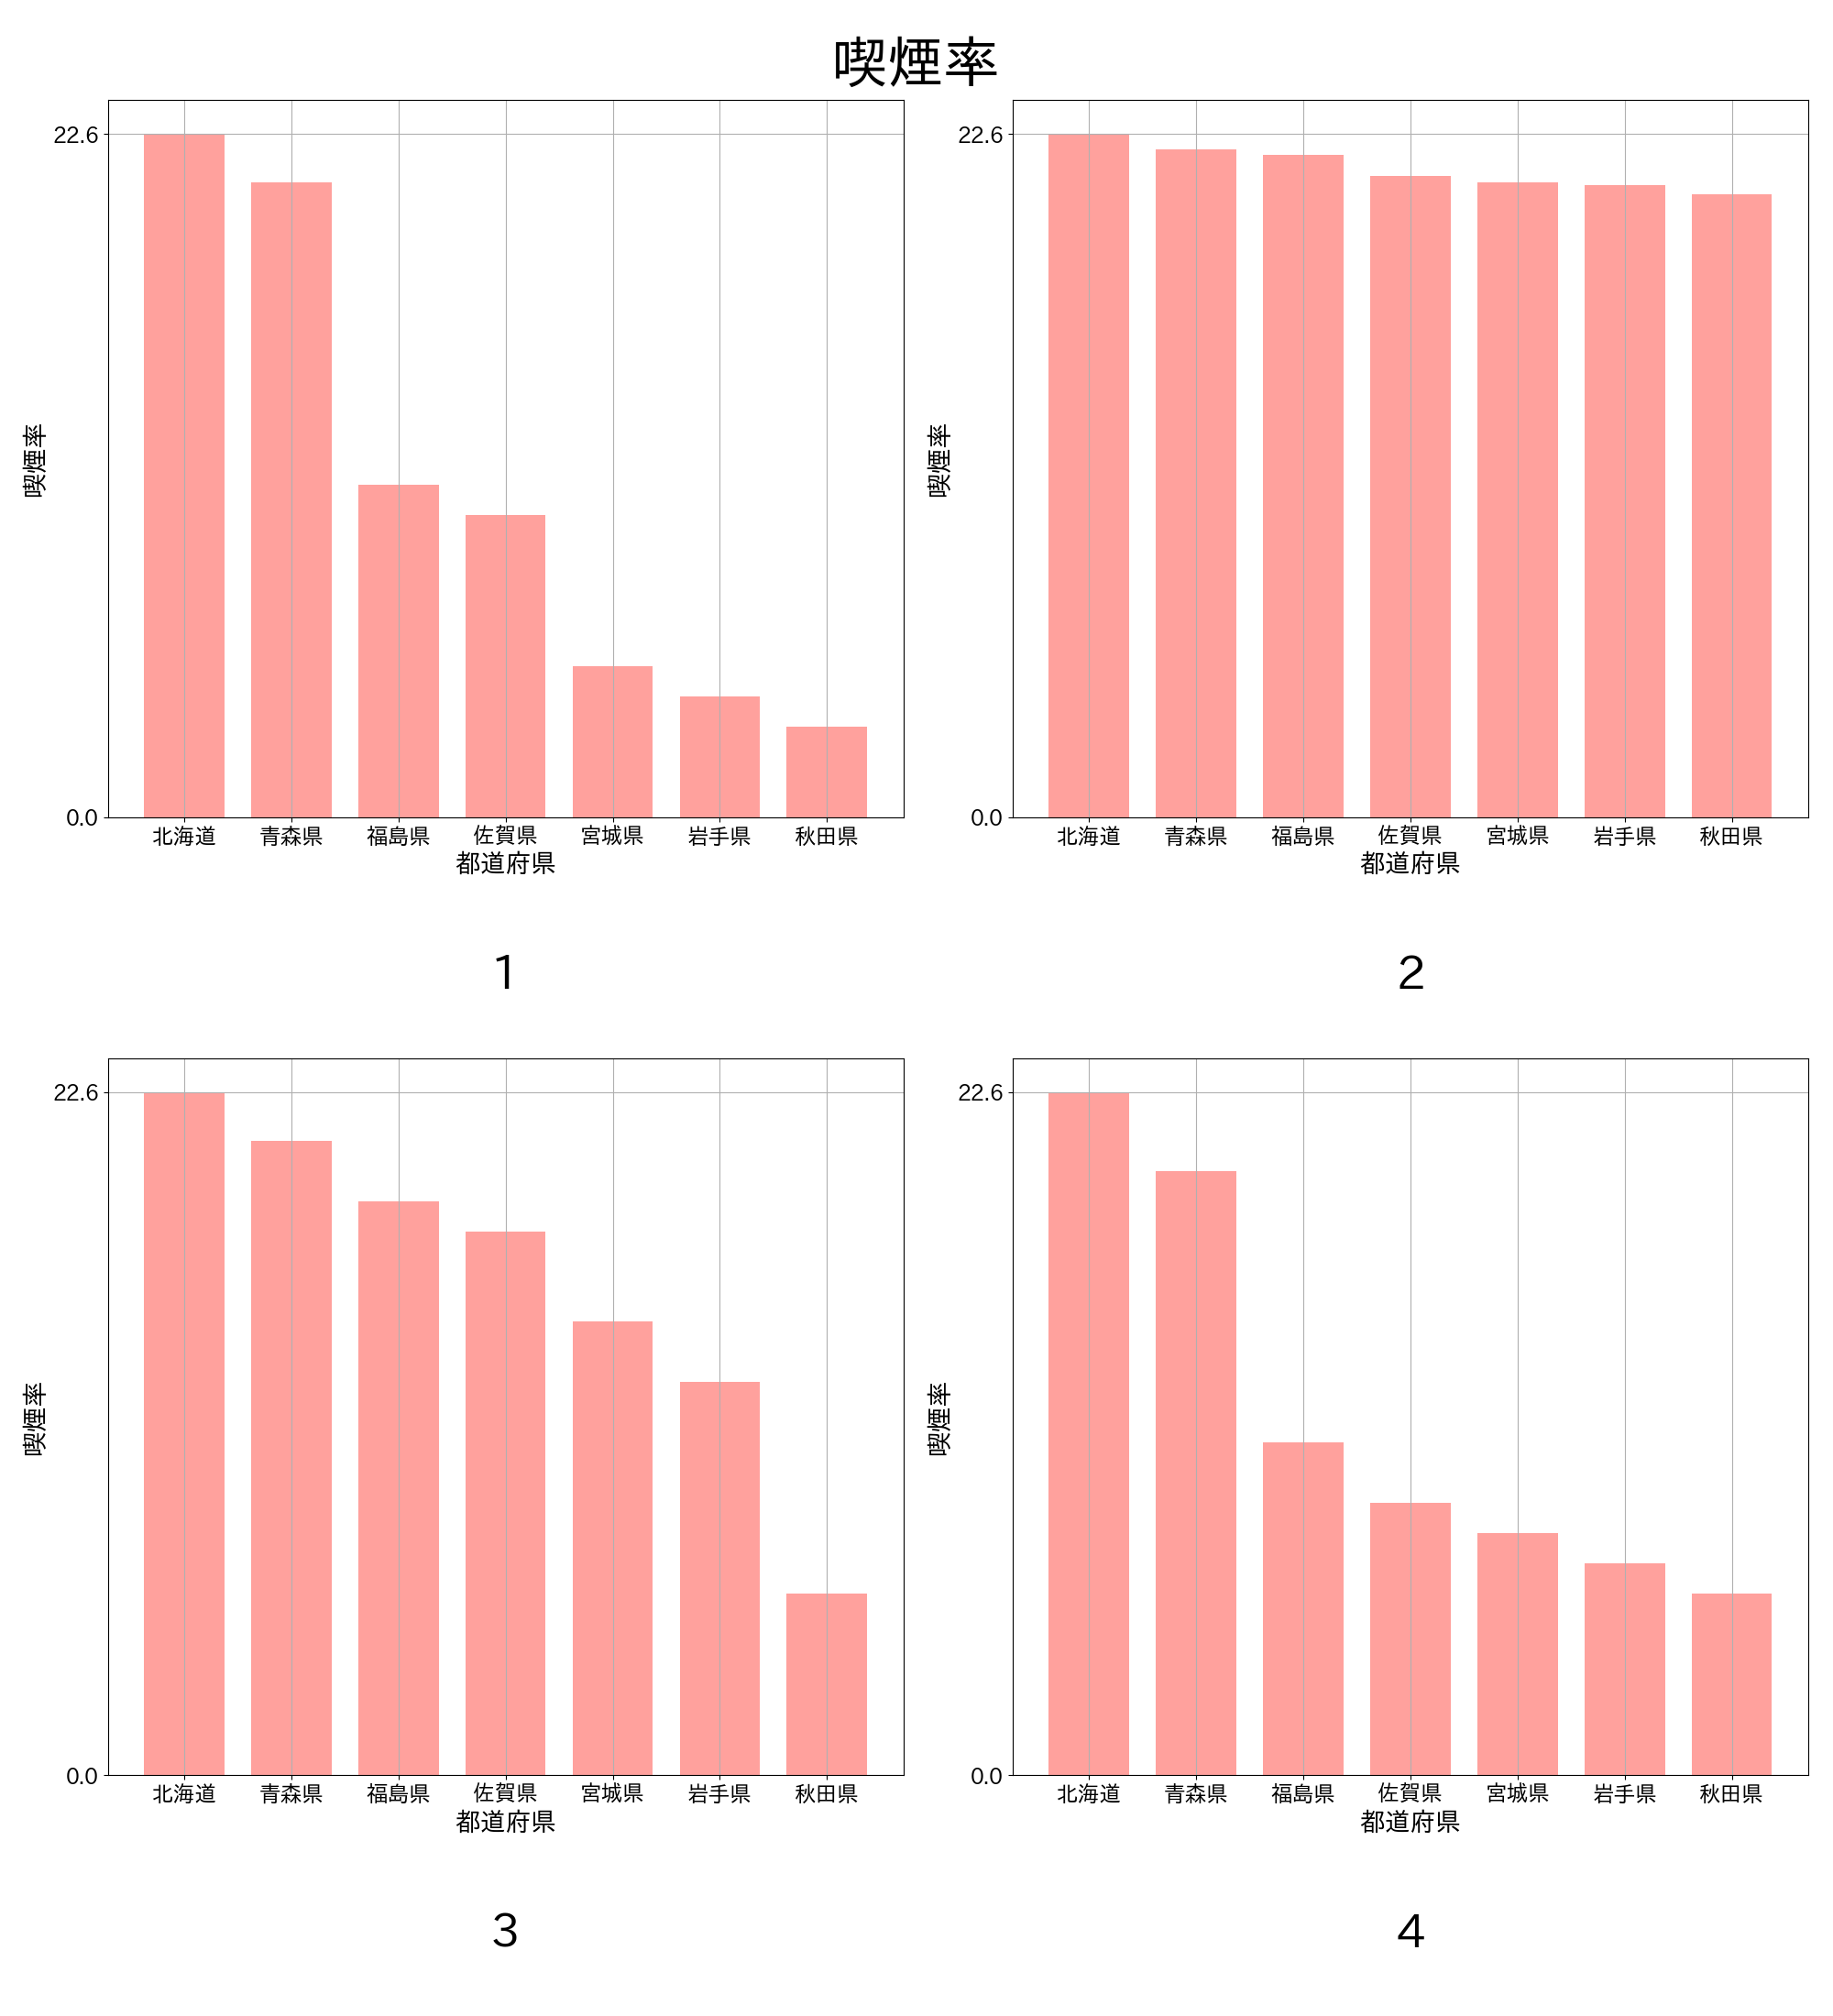 喫煙率
22.6
喫煙率
0.0
北海道 青森県 福島県 佐賀県 宮城県 岩手県 秋田県
都道府県
1
22.6
喫煙率
0.0
北海道 青森県 福島県 佐賀県 宮城県 岩手県 秋田県
都道府県
2
22.6
喫煙率
0.0
北海道 青森県 福島県 佐賀県 宮城県 岩手県 秋田県
都道府県
3
22.6
喫煙率
0.0
北海道 青森県 福島県 佐賀県 宮城県 岩手県 秋田県
都道府県
4